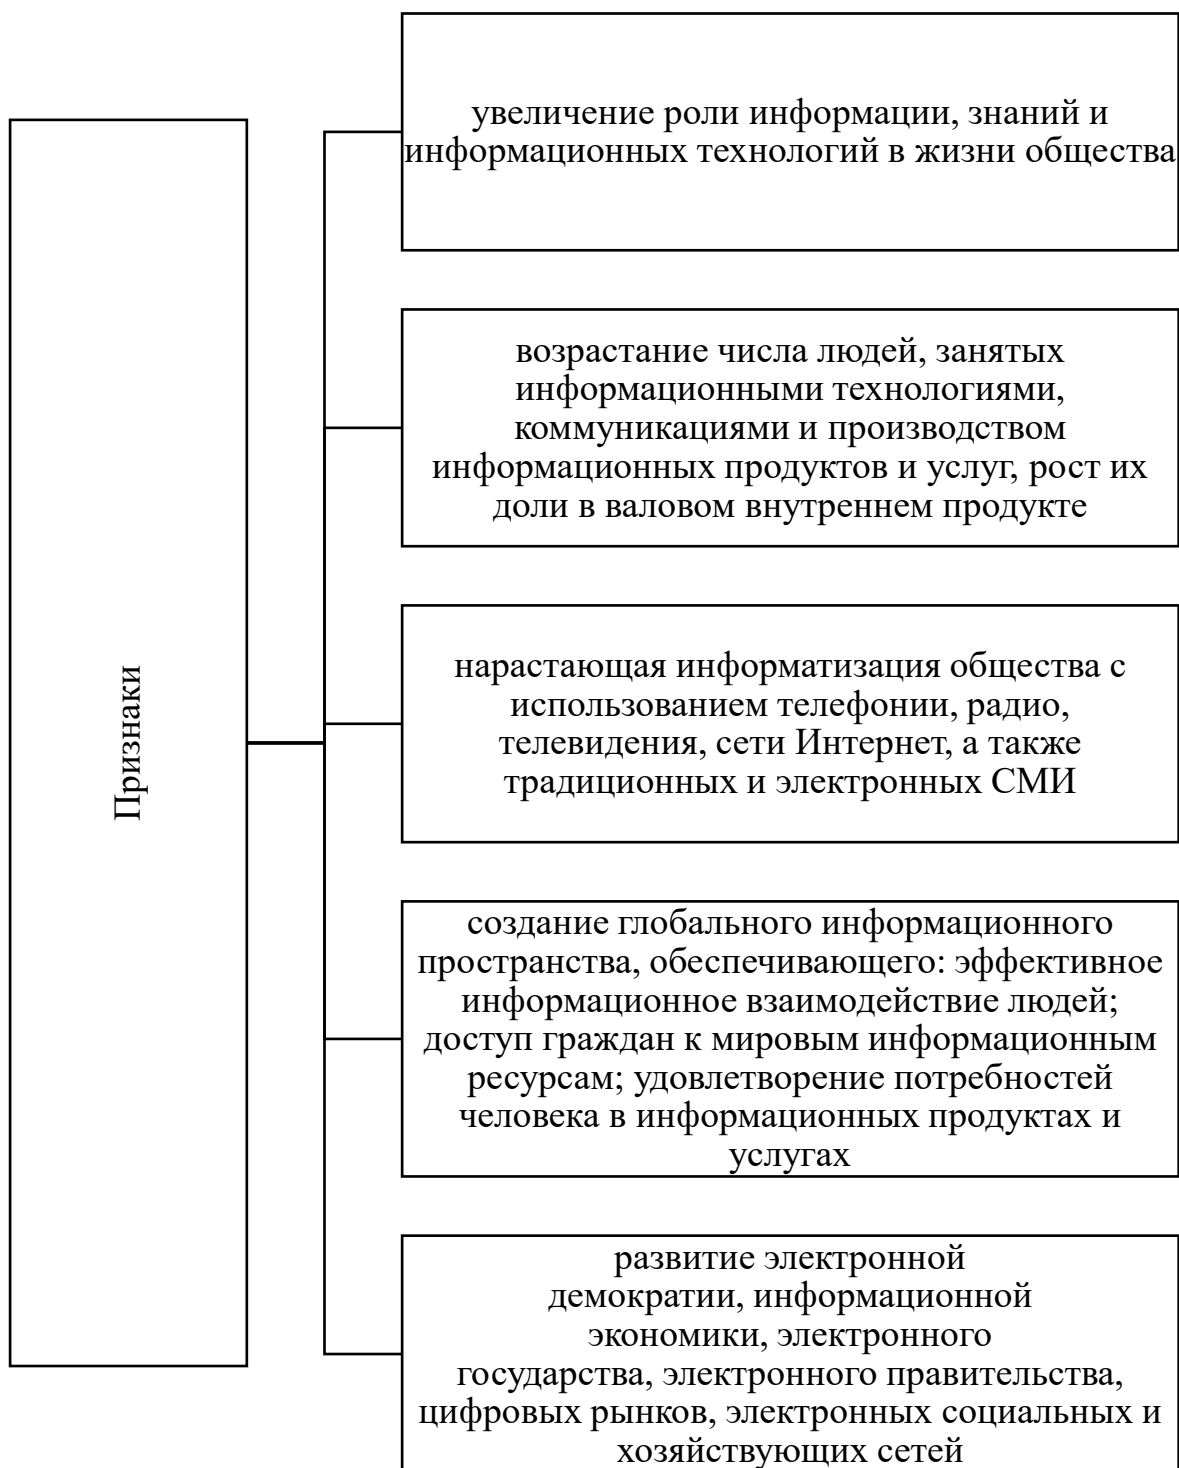 Признаки
увеличение роли информации, знаний и
информационных технологий в жизни общества
возрастание числа людей, занятых
информационными технологиями,
коммуникациями и производством
информационных продуктов и услуг, рост их
доли в валовом внутреннем продукте
нарастающая информатизация общества с
использованием телефонии, радио,
телевидения, сети Интернет, а также
традиционных и электронных СМИ
создание глобального информационного
пространства, обеспечивающего: эффективное
информационное взаимодействие людей;
доступ граждан к мировым информационным
ресурсам; удовлетворение потребностей
человека в информационных продуктах и
услугах
развитие электронной
демократии, информационной
экономики, электронного
государства, электронного правительства,
цифровых рынков, электронных социальных и
хозяйствующих сетей